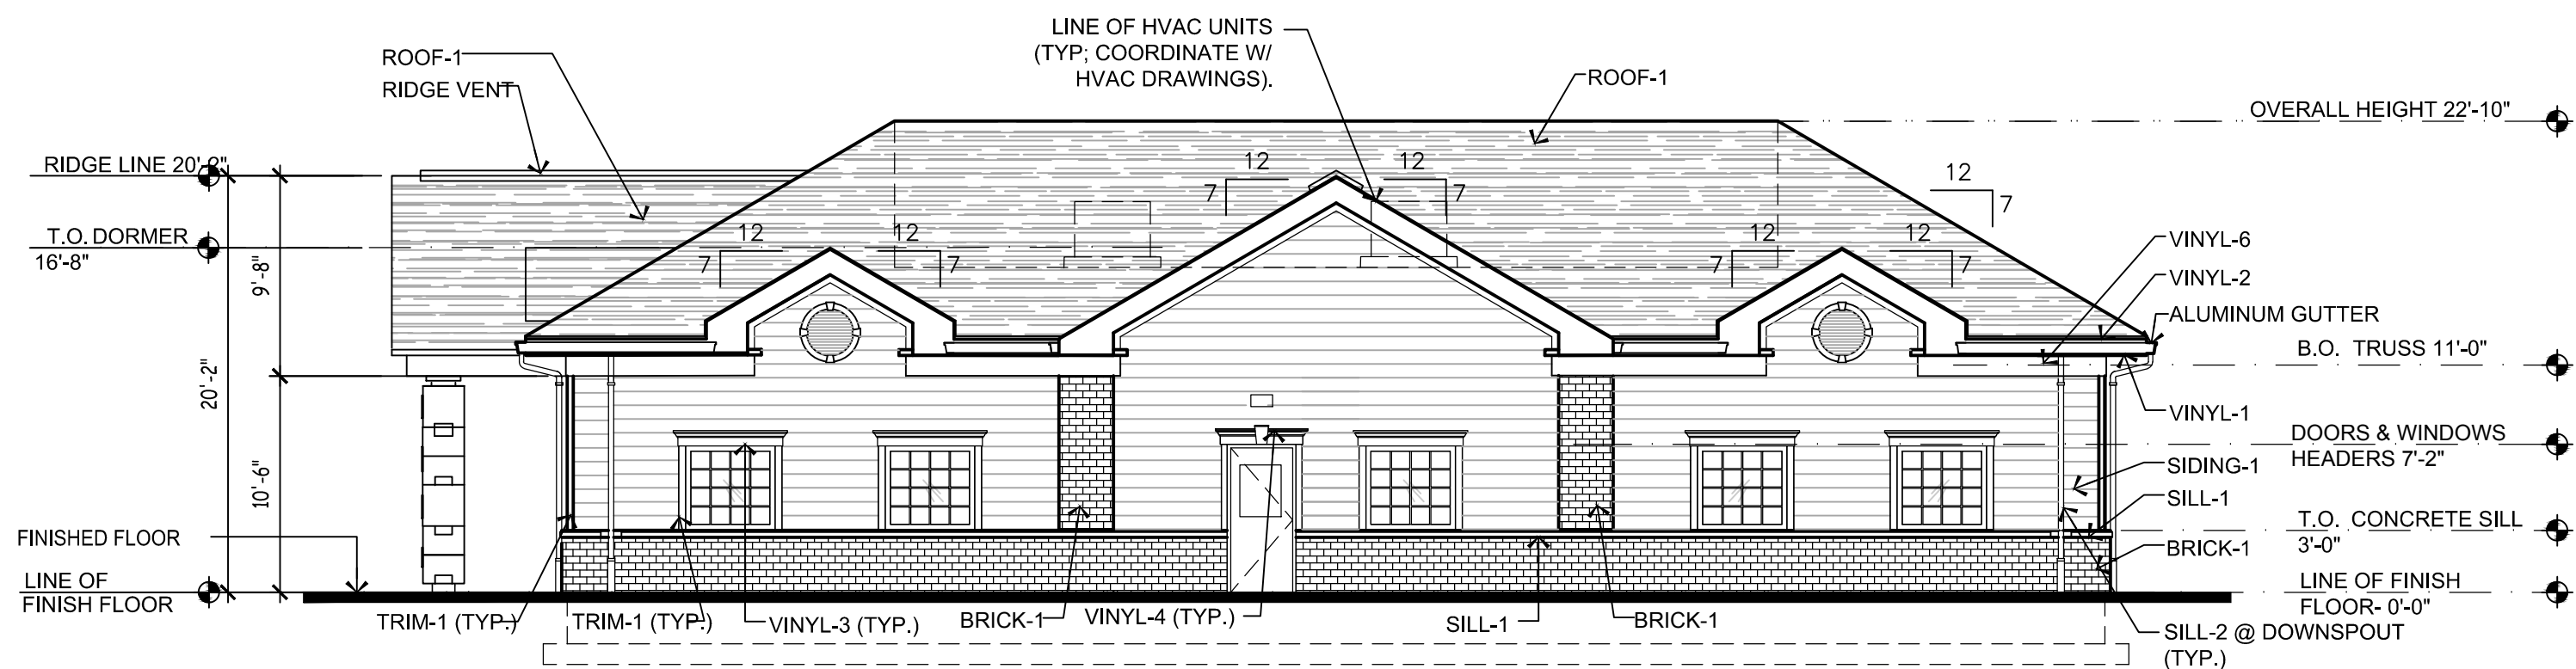 LINE OF HVAC UNITS
(TYP; COORDINATE W/
HVAC DRAWINGS).
ROOF-1
RIDGE VENT
ROOF-1
OVERALL HEIGHT 22'-10"
RIDGE LINE 20'-2"
12
12
12
7
7
7
T.O. DORMER
16'-8"
12
12
12
12
7
7
7
7
VINYL-6
VINYL-2
ALUMINUM GUTTER
B.O. TRUSS 11'-0"
9'-8"
20'-2"
10'-6"
VINYL-1
DOORS & WINDOWS
HEADERS 7'-2"
SIDING-1
SILL-1
T.O. CONCRETE SILL
3'-0"
BRICK-1
FINISHED FLOOR
LINE OF
FINISH FLOOR
LINE OF FINISH
FLOOR- 0'-0"
TRIM-1 (TYP.)
TRIM-1 (TYP.)
VINYL-3 (TYP.)
BRICK-1
VINYL-4 (TYP.)
SILL-1
BRICK-1
SILL-2 @ DOWNSPOUT
(TYP.)